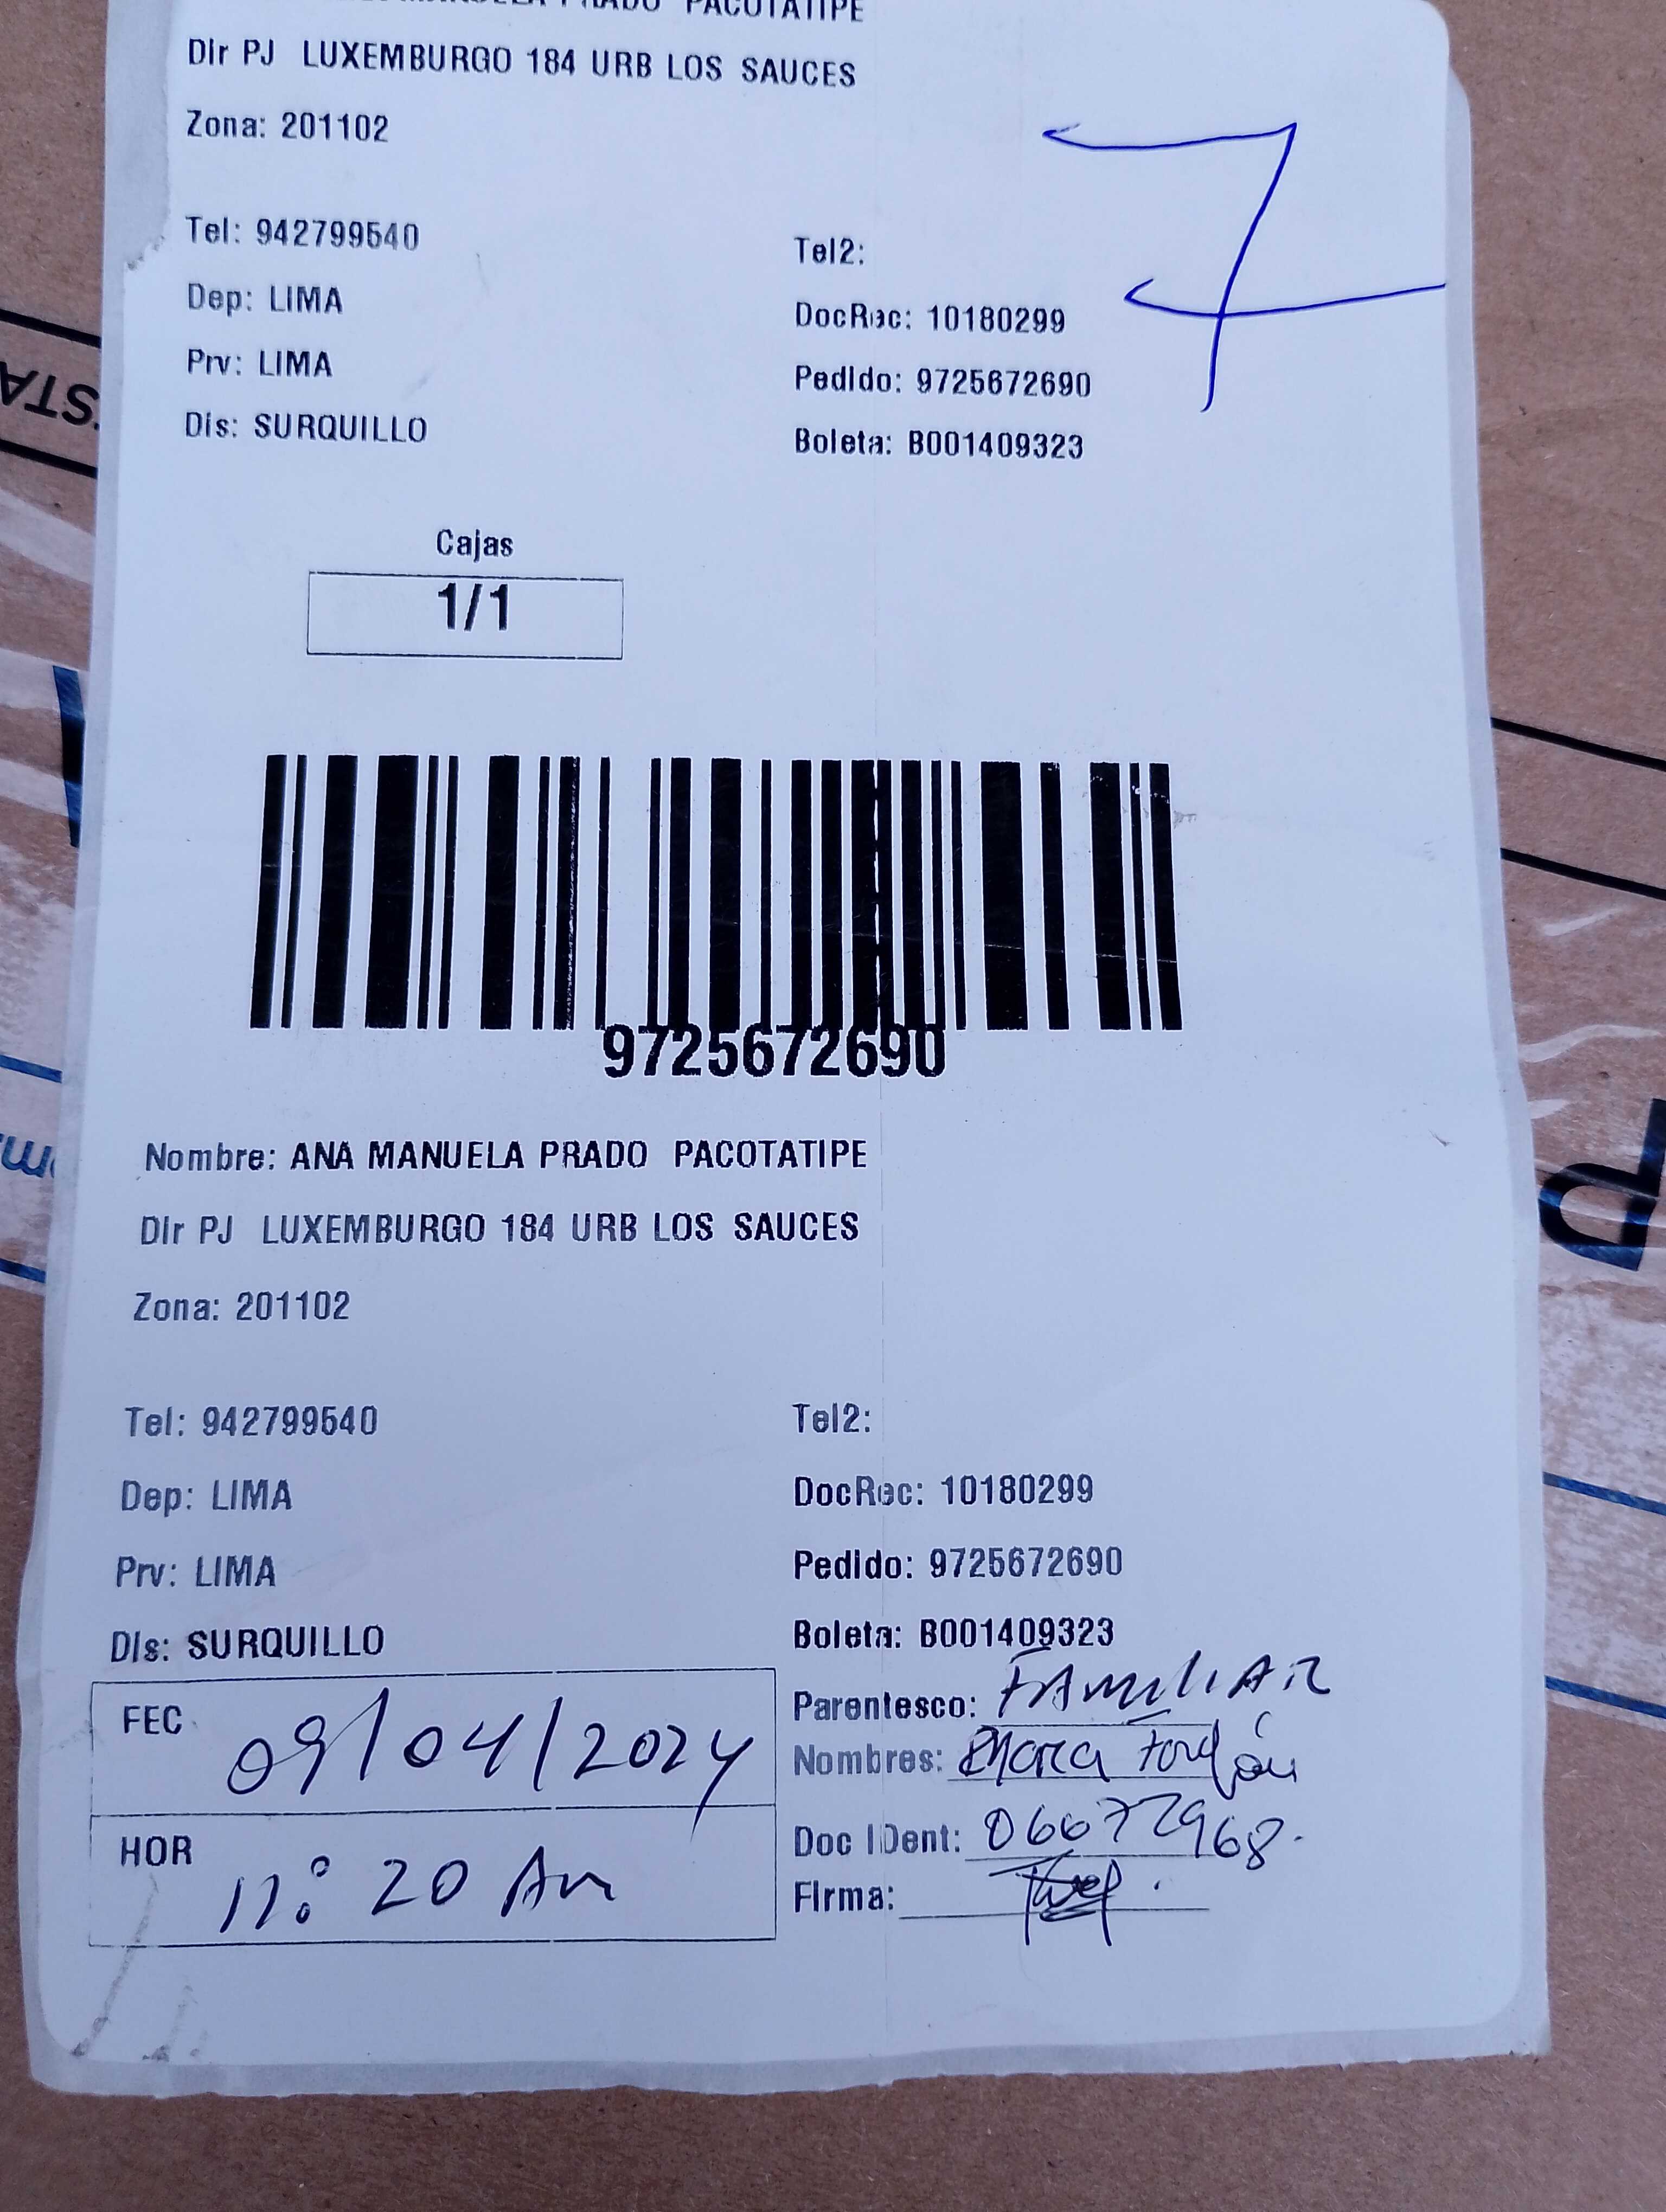 MANUELA PRADO PACOTATIPE
Dir PJ LUXEMBURGO 184 URB LOS SAUCES
Zona: 201102
7
Tel: 942799540
Tel2:
Dep: LIMA
DocRec: 10180299
Prv: LIMA
Pedido: 9725672690
Dis: SURQUILLO
Boleta: B001409323
Cajas
1/1
9725672690
Nombre: ANA MANUELA PRADO PACOTATIPE
Dir PJ LUXEMBURGO 184 URB LOS SAUCES
Zona: 201102
Tel: 942799540
Tel2:
Dep: LIMA
DocRec: 10180299
Prv: LIMA
Pedido: 9725672690
Dis: SURQUILLO
Boleta: B001409323
FEC 09/04/2024
Parentesco: FAMILIAR
Nombres:
HOR 11:20 Am
Doc IDent: 06672968.
Firma: